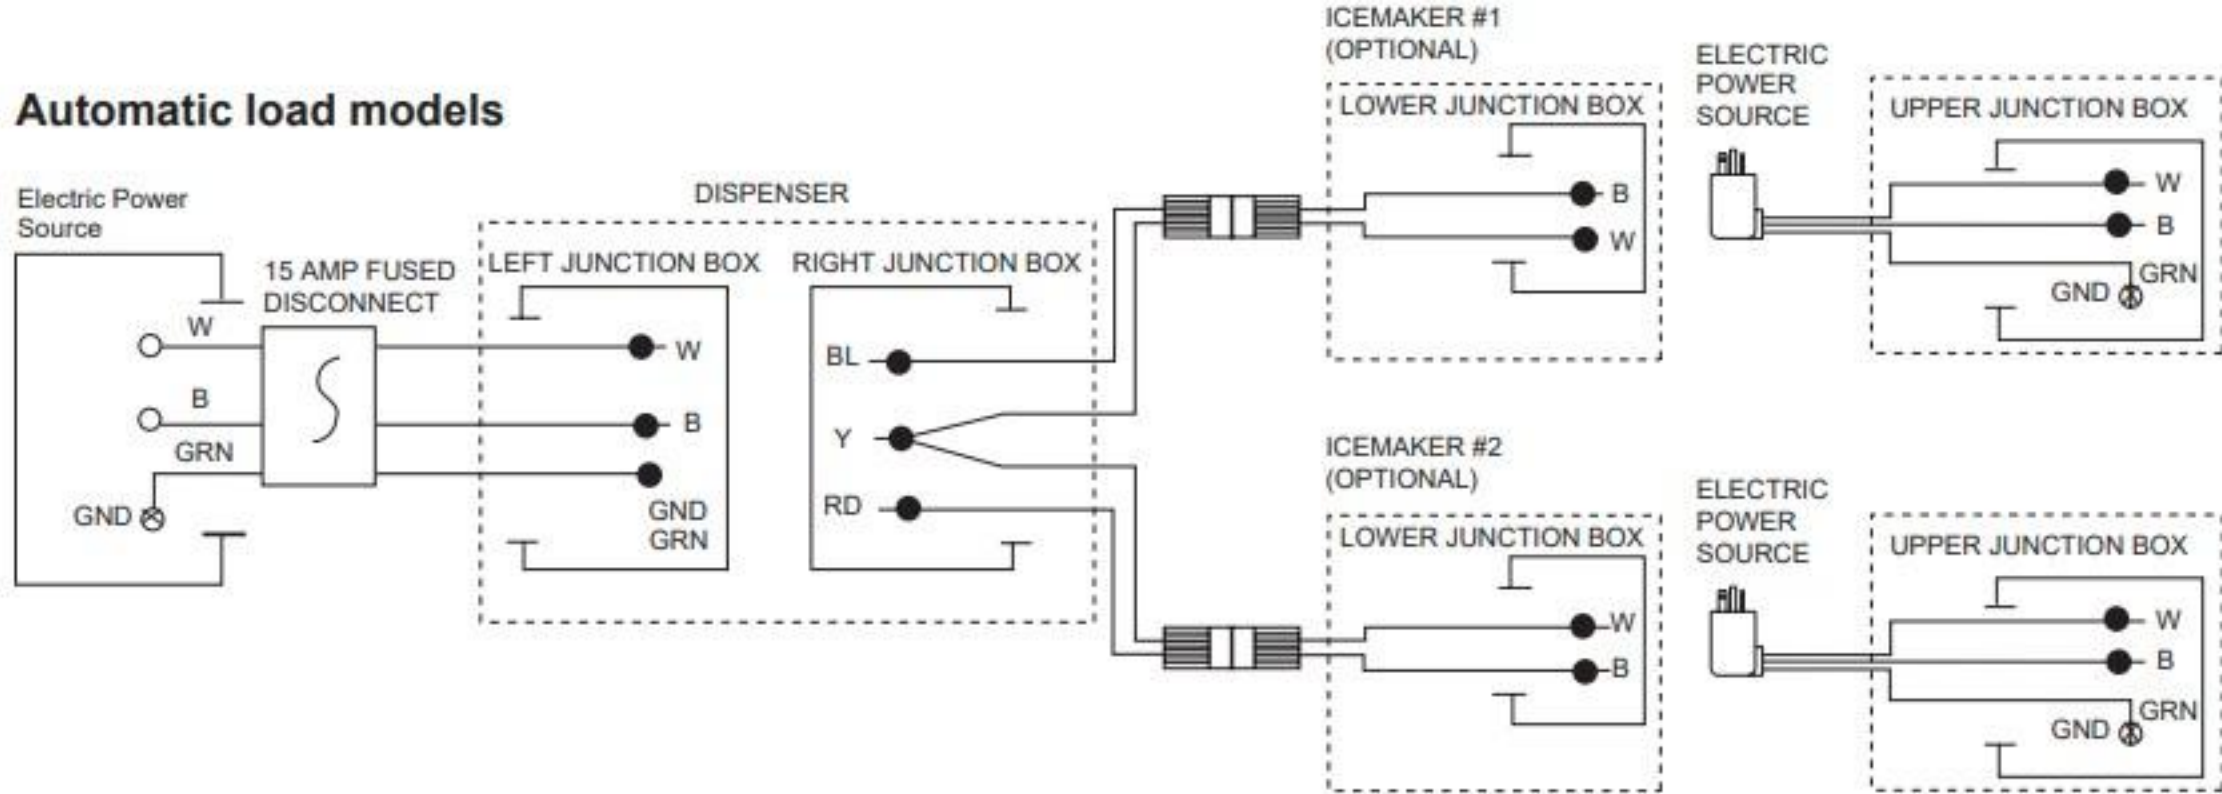 Automatic load models
Electric Power
Source
W
B
GRN
GND
15 AMP FUSED
DISCONNECT
DISPENSER
LEFT JUNCTION BOX
W
B
GND
GRN
RIGHT JUNCTION BOX
BL
Y
RD
ICEMAKER #1
(OPTIONAL)
LOWER JUNCTION BOX
B
W
ELECTRIC
POWER
SOURCE
UPPER JUNCTION BOX
W
B
GRN
GND
ICEMAKER #2
(OPTIONAL)
LOWER JUNCTION BOX
W
B
ELECTRIC
POWER
SOURCE
UPPER JUNCTION BOX
W
B
GRN
GND